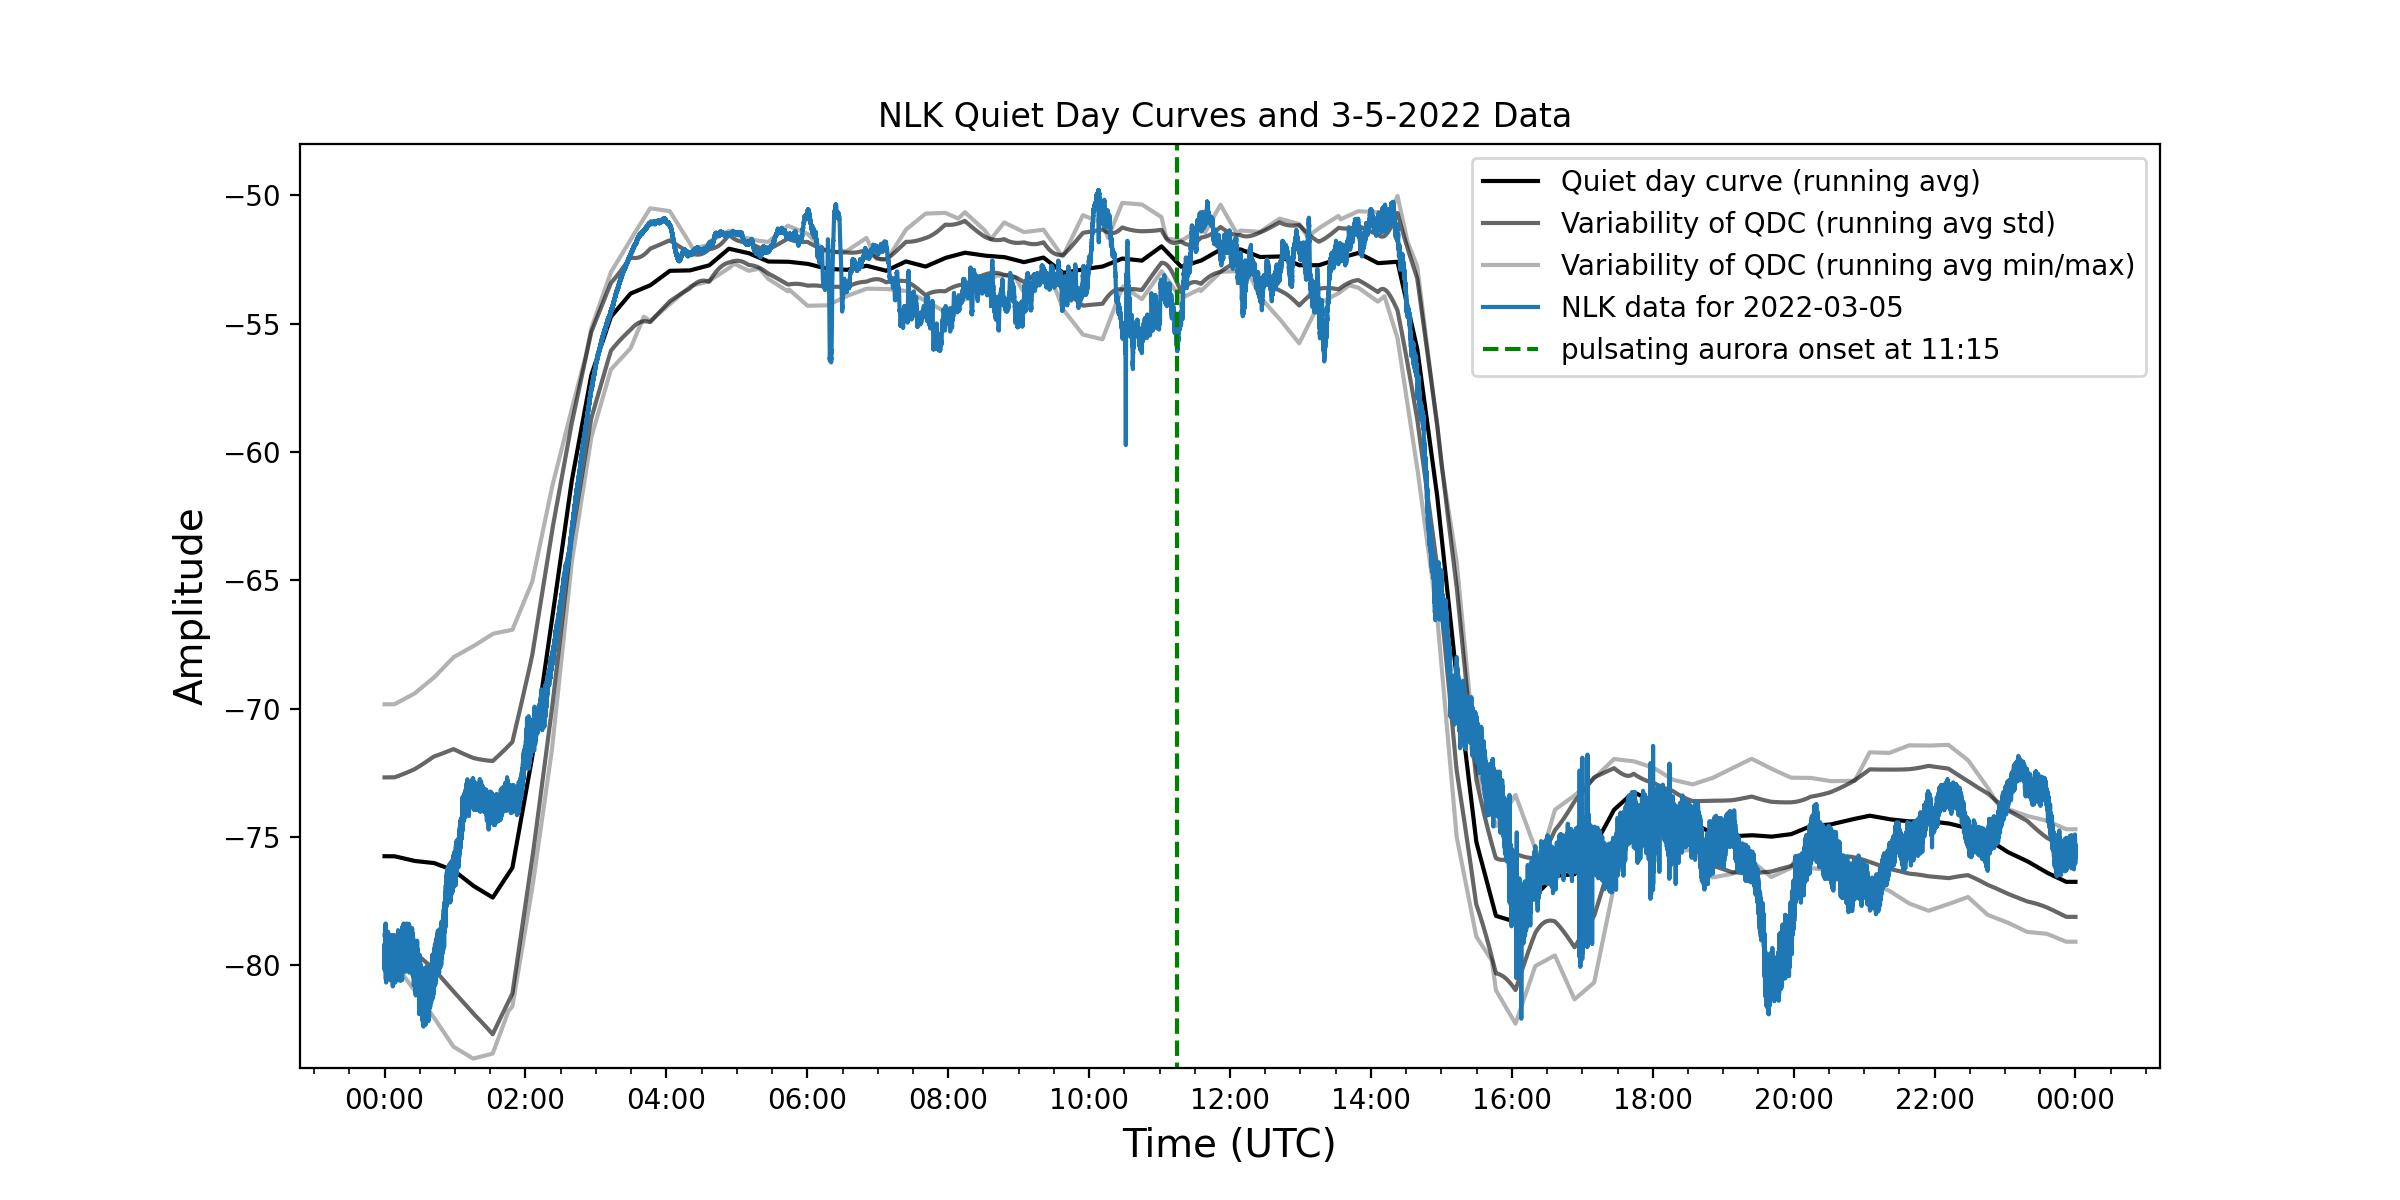 NLK Quiet Day Curves and 3-5-2022 Data
Quiet day curve (running avg)
Variability of QDC (running avg std)
Variability of QDC (running avg min/max)
NLK data for 2022-03-05
pulsating aurora onset at 11:15
Amplitude
−50
−55
−60
−65
−70
−75
−80
00:00 02:00 04:00 06:00 08:00 10:00 12:00 14:00 16:00 18:00 20:00 22:00 00:00
Time (UTC)